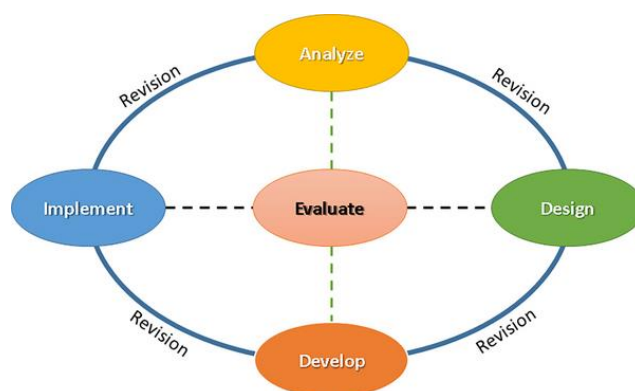 Analyze
Revision
Revision
Implement
Evaluate
Design
Revision
Revision
Develop